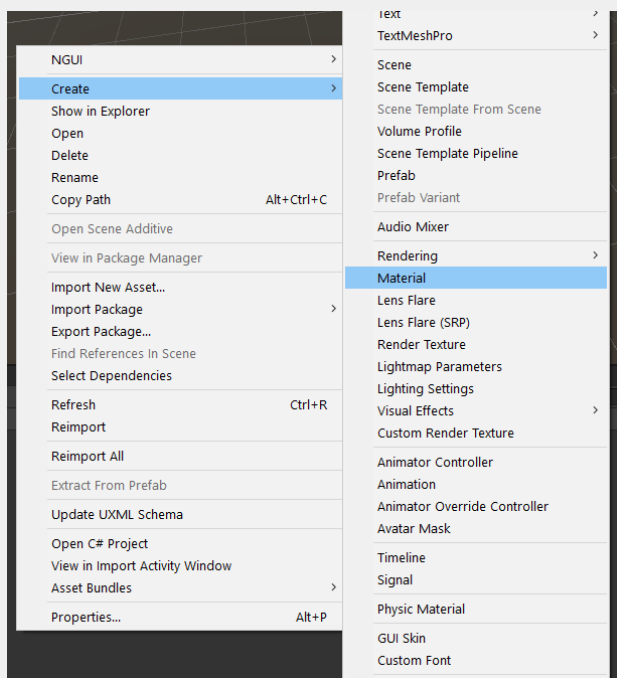 NGUI
Create
Show in Explorer
Open
Delete
Rename
Copy Path Alt+Ctrl+C
Open Scene Additive
View in Package Manager
Import New Asset...
Import Package
Export Package...
Find References In Scene
Select Dependencies
Refresh Ctrl+R
Reimport
Reimport All
Extract From Prefab
Update UXML Schema
Open C# Project
View in Import Activity Window
Asset Bundles
Properties... Alt+P
Text
TextMeshPro
Scene
Scene Template
Scene Template From Scene
Volume Profile
Scene Template Pipeline
Prefab
Prefab Variant
Audio Mixer
Rendering
Material
Lens Flare
Lens Flare (SRP)
Render Texture
Lightmap Parameters
Lighting Settings
Visual Effects
Custom Render Texture
Animator Controller
Animation
Animator Override Controller
Avatar Mask
Timeline
Signal
Physic Material
GUI Skin
Custom Font